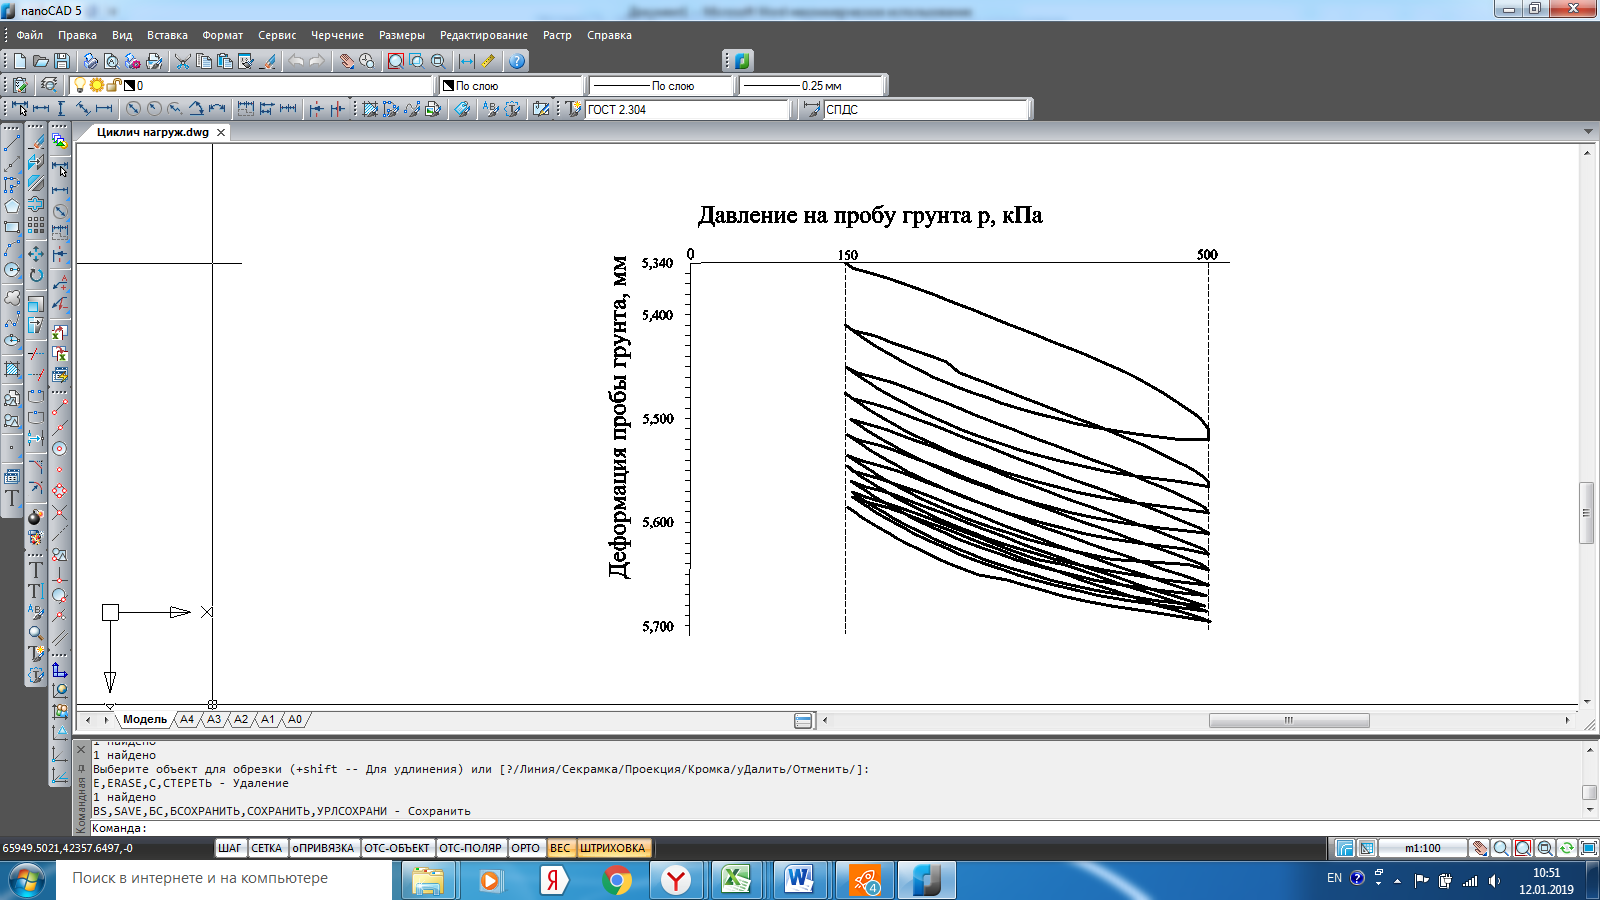 nanoCAD 5
Файл Правка Вид Вставка Формат Сервис Черчение Размеры Редактирование Растр Справка
0 По слою По слою 0.25 мм
ГОСТ 2.304 СПДС
Циклич нагруж.dwg
Давление на пробу грунта р, кПа
0 150 500
Деформация пробы грунта, мм
5,340
5,400
5,500
5,600
5,700
Модель A4 A3 A2 A1 A0
Командная
1 найдено
1 найдено
Выберите объект для обрезки (+shift -- Для удлинения) или [?/Линия/Секрамка/Проекция/Кромка/уДалить/Отменить/]:
E,ERASE,С,СТЕРЕТЬ - Удаление
1 найдено
BS,SAVE,БС,БСОХРАНИТЬ,СОХРАНИТЬ,УРЛСОХРАНИ - Сохранить
Команда:
65949.5021,42357.6497,-0 ШАГ СЕТКА оПРИВЯЗКА ОТС-ОБЪЕКТ ОТС-ПОЛЯР ОРТО ВЕС ШТРИХОВКА m1:100
Поиск в интернете и на компьютере
4
EN
10:51
12.01.2019